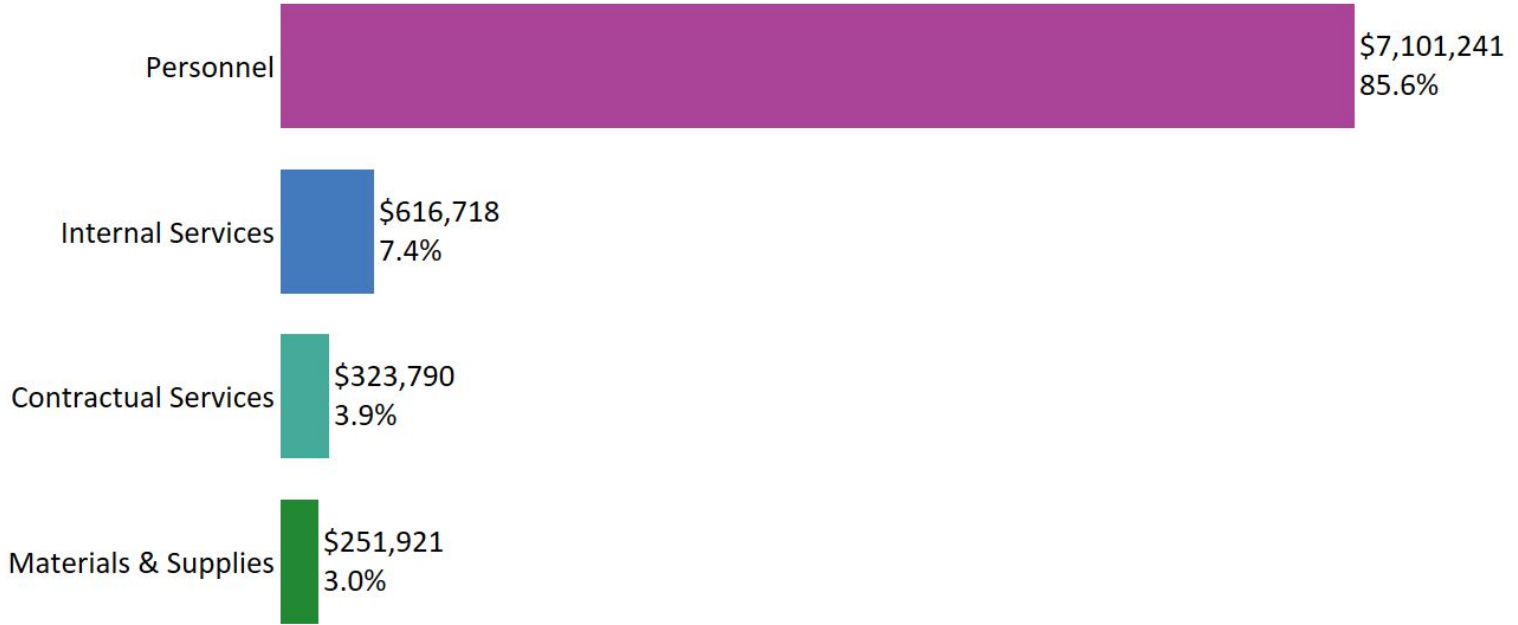 Personnel
$7,101,241
85.6%
Internal Services
$616,718
7.4%
Contractual Services
$323,790
3.9%
Materials & Supplies
$251,921
3.0%